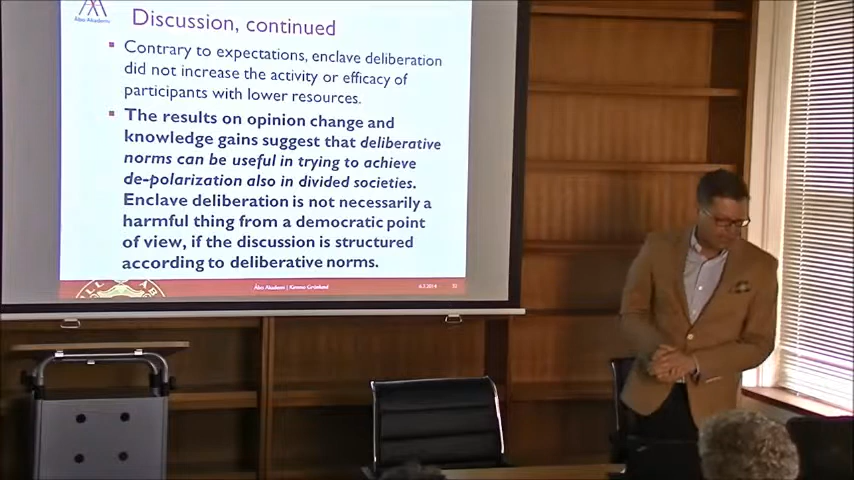 Åbo Akademi
Discussion, continued
Contrary to expectations, enclave deliberation
did not increase the activity or efficacy of
participants with lower resources.
The results on opinion change and
knowledge gains suggest that deliberative
norms can be useful in trying to achieve
de-polarization also in divided societies.
Enclave deliberation is not necessarily a
harmful thing from a democratic point
of view, if the discussion is structured
according to deliberative norms.
Åbo Akademi | Kimmo Grönlund